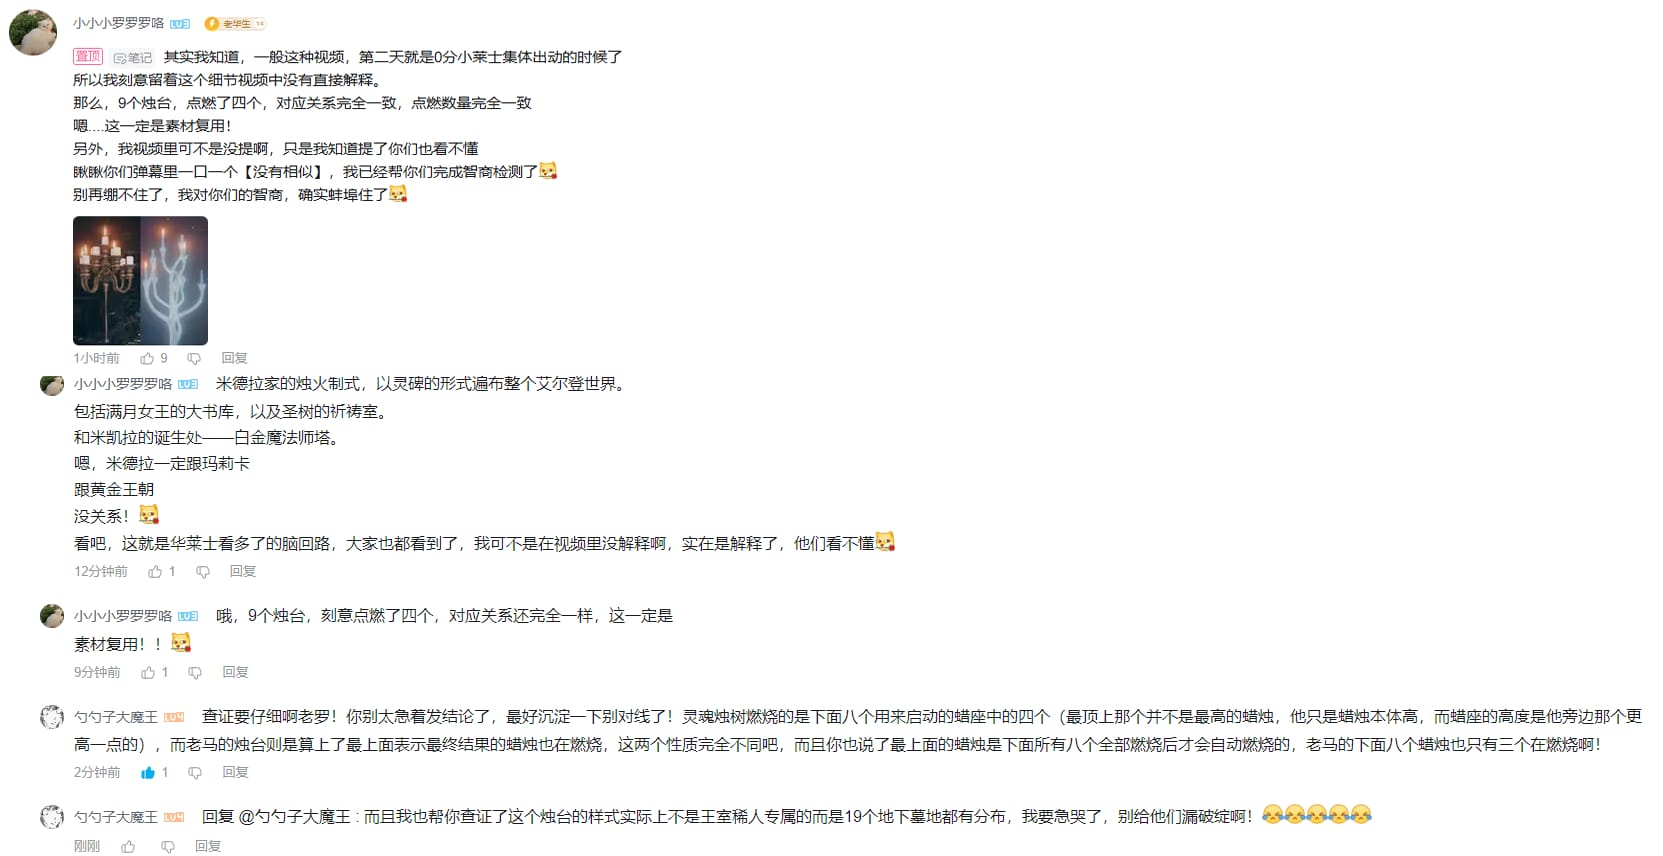 小小小罗罗罗咯 LV3 老华生 14
置顶 笔记 其实我知道，一般这种视频，第二天就是0分小莱士集体出动的时候了
所以我刻意留着这个细节视频中没有直接解释。
那么，9个烛台，点燃了四个，对应关系完全一致，点燃数量完全一致
嗯....这一定是素材复用！
另外，我视频里可不是没提啊，只是我知道提了你们也看不懂
瞅瞅你们弹幕里一口一个【没有相似】，我已经帮你们完成智商检测了
别再绷不住了，我对你们的智商，确实蚌埠住了
1小时前 9 回复
小小小罗罗罗咯 LV3 米德拉家的烛火制式，以灵碑的形式遍布整个艾尔登世界。
包括满月女王的大书库，以及圣树的祈祷室。
和米凯拉的诞生处——白金魔法师塔。
嗯，米德拉一定跟玛莉卡
跟黄金王朝
没关系！
看吧，这就是华莱士看多了的脑回路，大家也都看到了，我可不是在视频里没解释啊，实在是解释了，他们看不懂
12分钟前 1 回复
小小小罗罗罗咯 LV3 哦，9个烛台，刻意点燃了四个，对应关系还完全一样，这一定是
素材复用！！
9分钟前 1 回复
勺勺子大魔王 LV4 查证要仔细啊老罗！你别太急着发结论了，最好沉淀一下别对线了！灵魂烛树燃烧的是下面八个用来启动的蜡座中的四个（最顶上那个并不是最高的蜡烛，他只是蜡烛本体高，而蜡座的高度是他旁边那个更
高一点的），而老马的烛台则是算上了最上面表示最终结果的蜡烛也在燃烧，这两个性质完全不同吧，而且你也说了最上面的蜡烛是下面所有八个全部燃烧后才会自动燃烧的，老马的下面八个蜡烛也只有三个在燃烧啊！
2分钟前 1 回复
勺勺子大魔王 LV4 回复 @勺勺子大魔王 : 而且我也帮你查证了这个烛台的样式实际上不是王室稀人专属的而是19个地下墓地都有分布，我要急哭了，别给他们漏破绽啊！
刚刚 回复